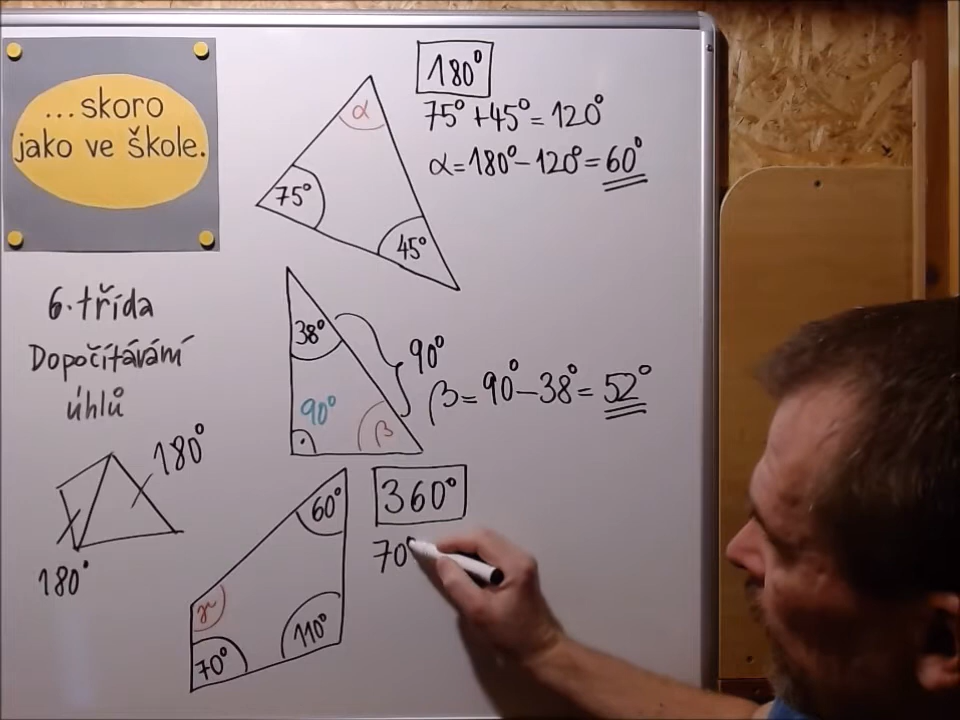 ...skoro
jako ve škole.
6. třída
Dopočítávání
úhlů
180°
180°
α
75°
45°
180°
75° + 45° = 120°
α = 180° - 120° = 60°
38°
90°
β
90°
β = 90° - 38° = 52°
60°
γ
70°
110°
360°
70°